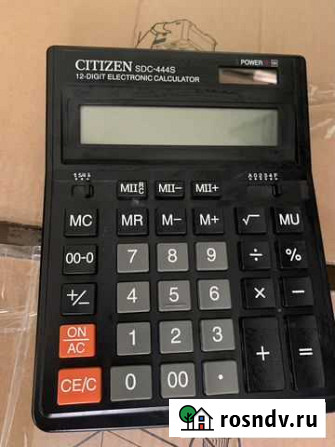 CITIZEN SDC-444S
12-DIGIT ELECTRONIC CALCULATOR
POWER
MII R/C MII– MII+
MC MR M– M+ √ MU
00→0 7 8 9 ÷ %
+/– 4 5 6 × –
ON/AC 1 2 3 + =
CE/C 0 00 ·
rosndv.ru